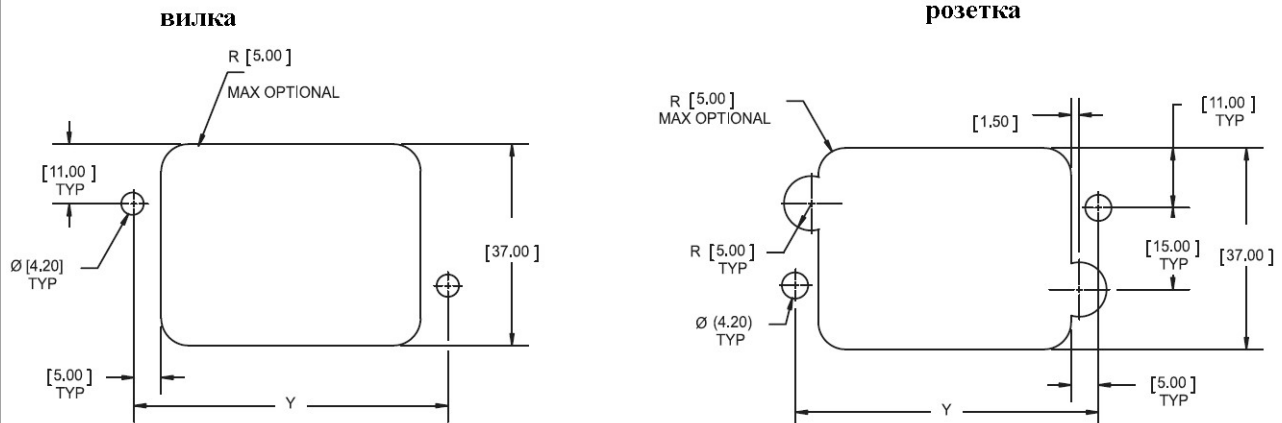 вилка
R [5.00]
MAX OPTIONAL
[11.00]
TYP
Ø [4.20]
TYP
[37.00]
[5.00]
TYP
Y
розетка
R [5.00]
MAX OPTIONAL
[1.50]
[11.00]
TYP
R [5.00]
TYP
[15.00]
TYP
[37.00]
Ø (4.20)
TYP
[5.00]
TYP
Y